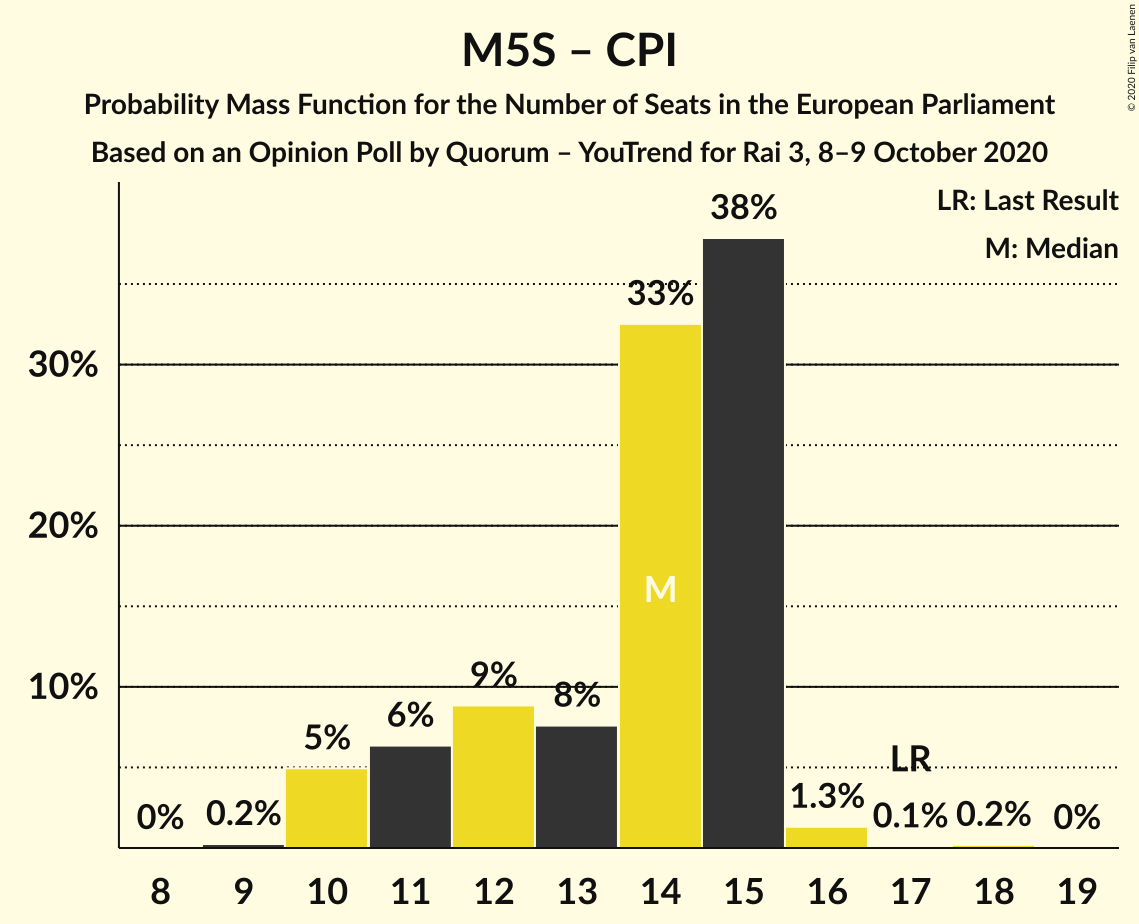 M5S – CPI
Probability Mass Function for the Number of Seats in the European Parliament
Based on an Opinion Poll by Quorum – YouTrend for Rai 3, 8–9 October 2020
© 2020 Filip van Laenen
LR: Last Result
M: Median
30%
20%
10%
0%
0.2%
5%
6%
9%
8%
33%
M
38%
1.3%
LR
0.1%
0.2%
0%
8 9 10 11 12 13 14 15 16 17 18 19